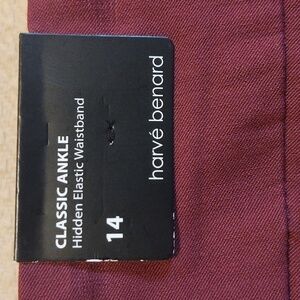 CLASSIC ANKLE
Hidden Elastic Waistband
14
harvé benard